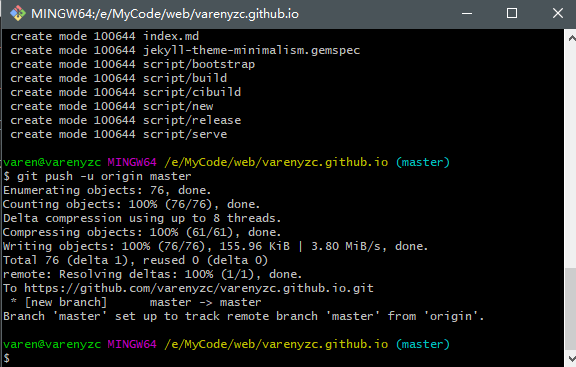 MINGW64:/e/MyCode/web/varenyzc.github.io
create mode 100644 index.md
create mode 100644 jekyll-theme-minimalism.gemspec
create mode 100644 script/bootstrap
create mode 100644 script/build
create mode 100644 script/cibuild
create mode 100644 script/new
create mode 100644 script/release
create mode 100644 script/serve
varen@varenyzc MINGW64 /e/MyCode/web/varenyzc.github.io (master)
$ git push -u origin master
Enumerating objects: 76, done.
Counting objects: 100% (76/76), done.
Delta compression using up to 8 threads.
Compressing objects: 100% (61/61), done.
Writing objects: 100% (76/76), 155.96 KiB | 3.80 MiB/s, done.
Total 76 (delta 1), reused 0 (delta 0)
remote: Resolving deltas: 100% (1/1), done.
To https://github.com/varenyzc/varenyzc.github.io.git
* [new branch]      master -> master
Branch 'master' set up to track remote branch 'master' from 'origin'.
varen@varenyzc MINGW64 /e/MyCode/web/varenyzc.github.io (master)
$